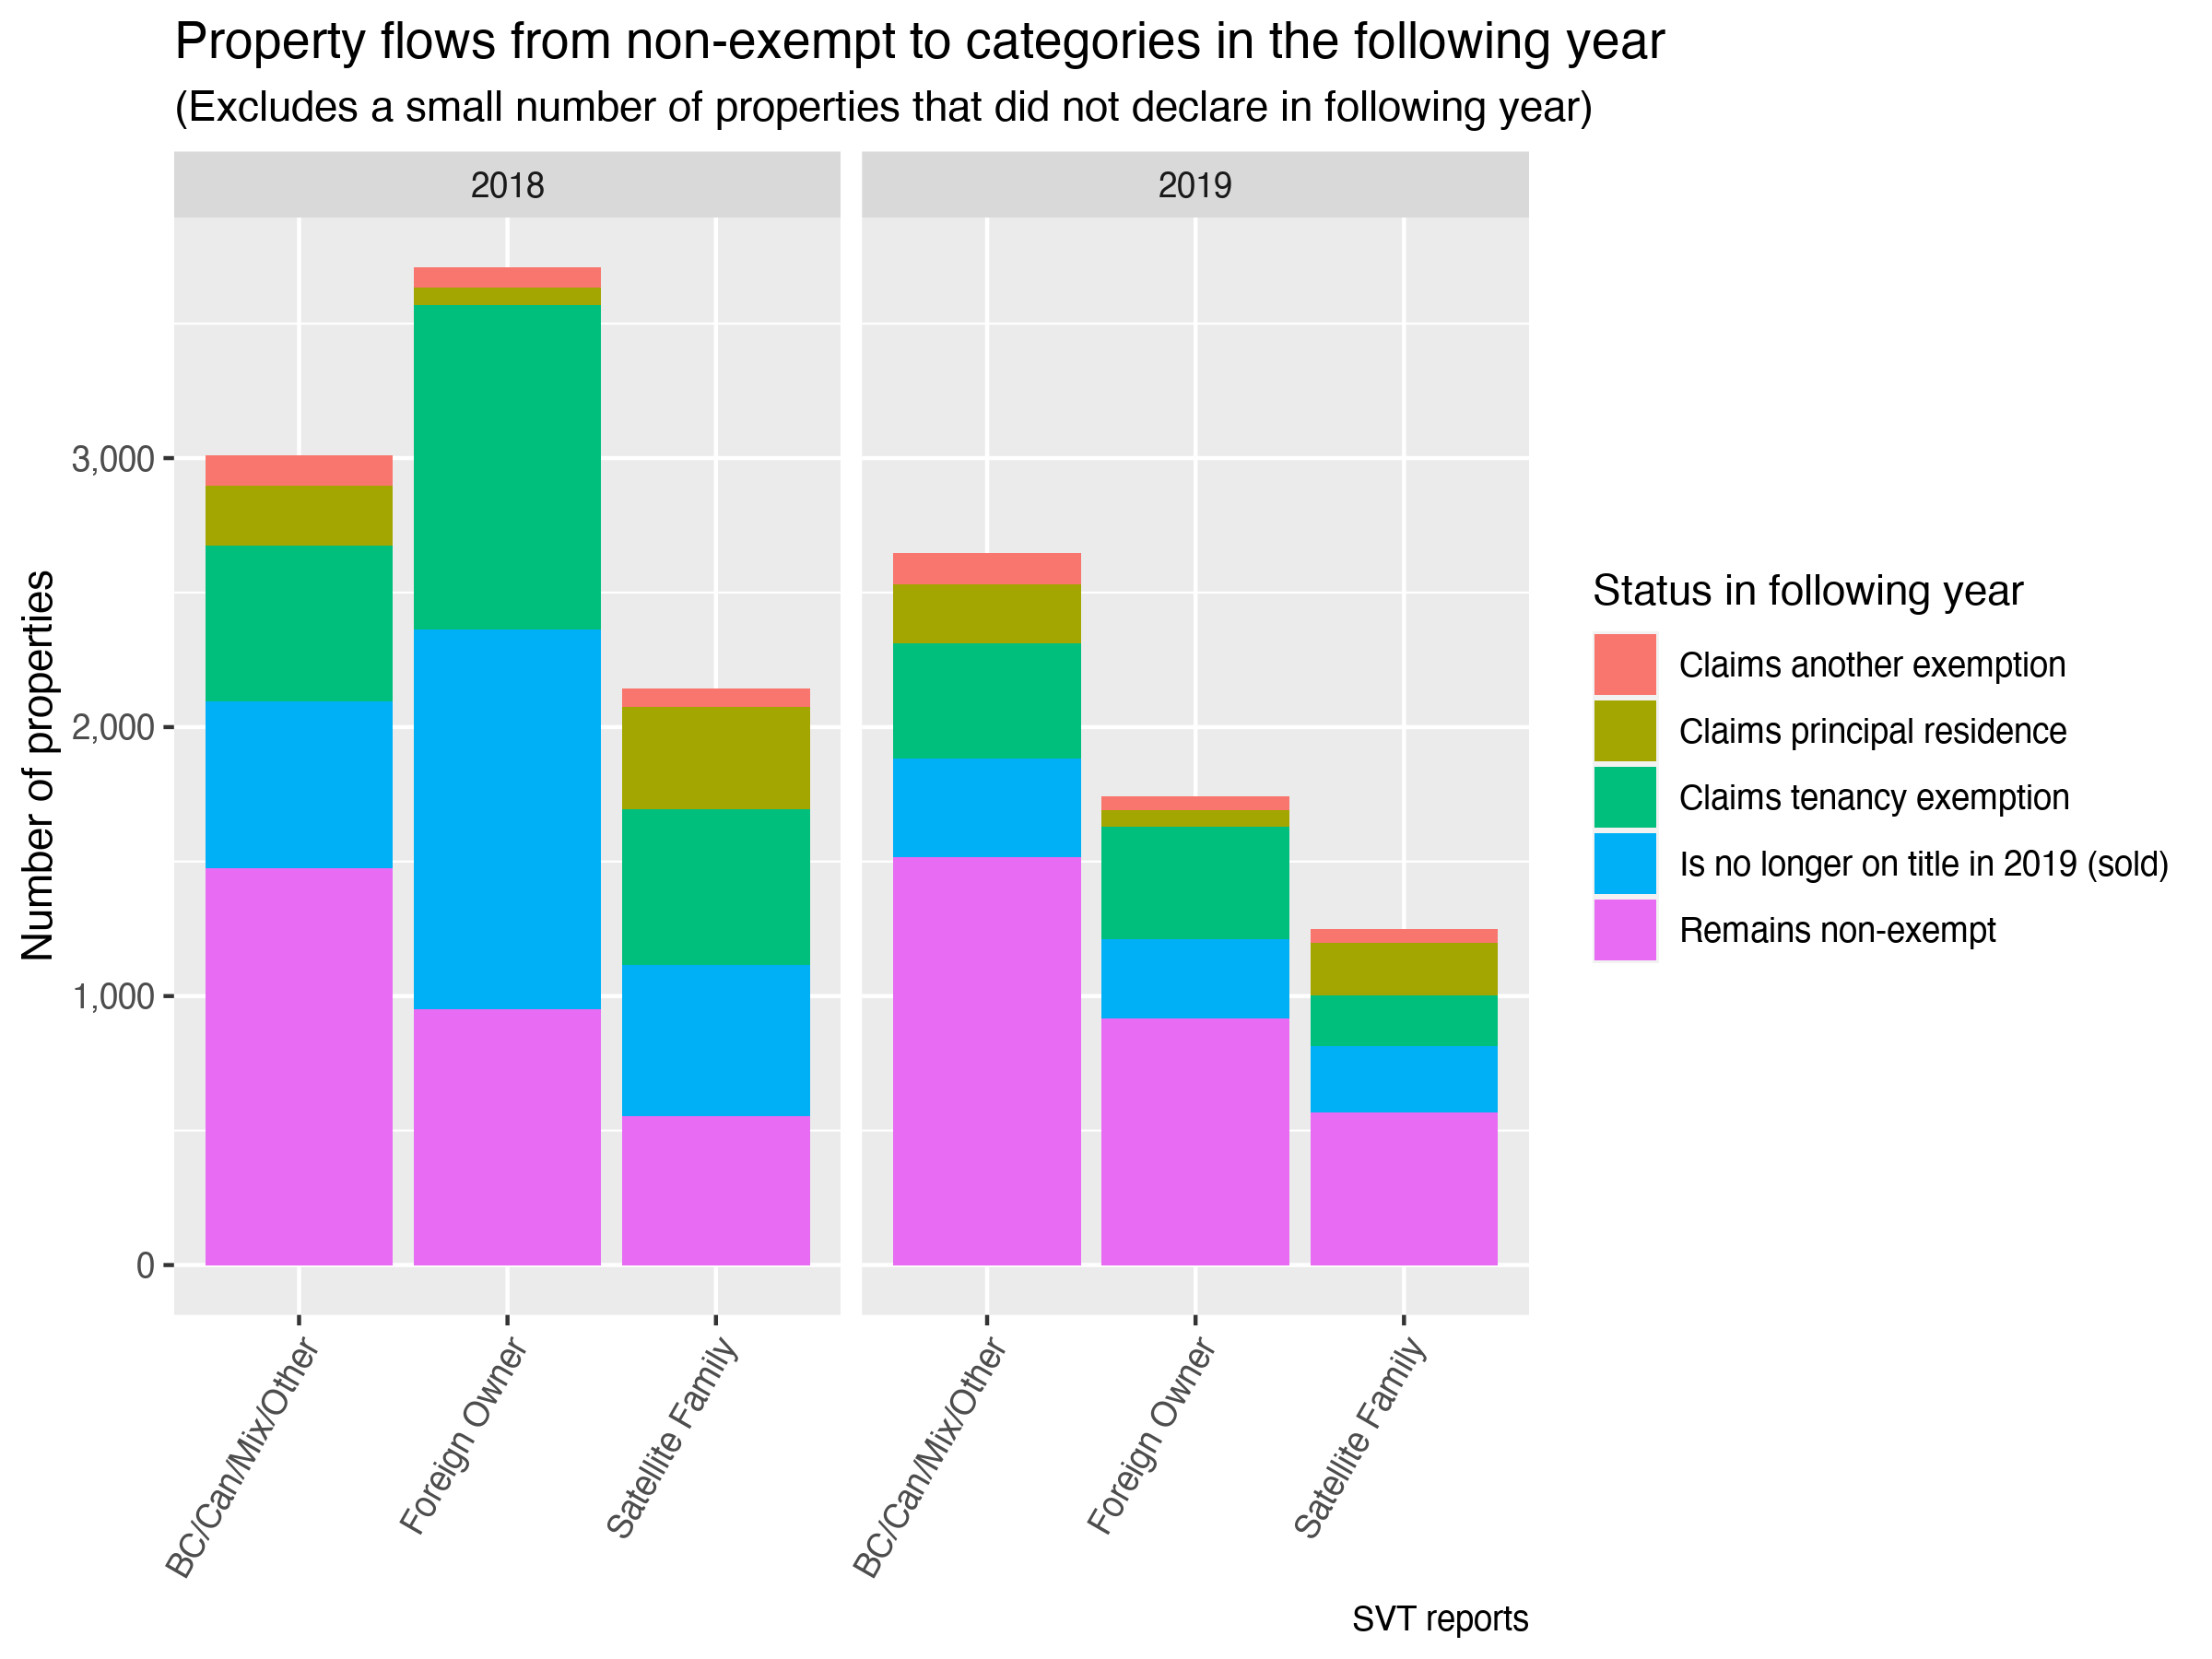 Property flows from non-exempt to categories in the following year
(Excludes a small number of properties that did not declare in following year)
2018
2019
Number of properties
3,000
2,000
1,000
0
BC/Can/Mix/Other
Foreign Owner
Satellite Family
BC/Can/Mix/Other
Foreign Owner
Satellite Family
Status in following year
Claims another exemption
Claims principal residence
Claims tenancy exemption
Is no longer on title in 2019 (sold)
Remains non-exempt
SVT reports